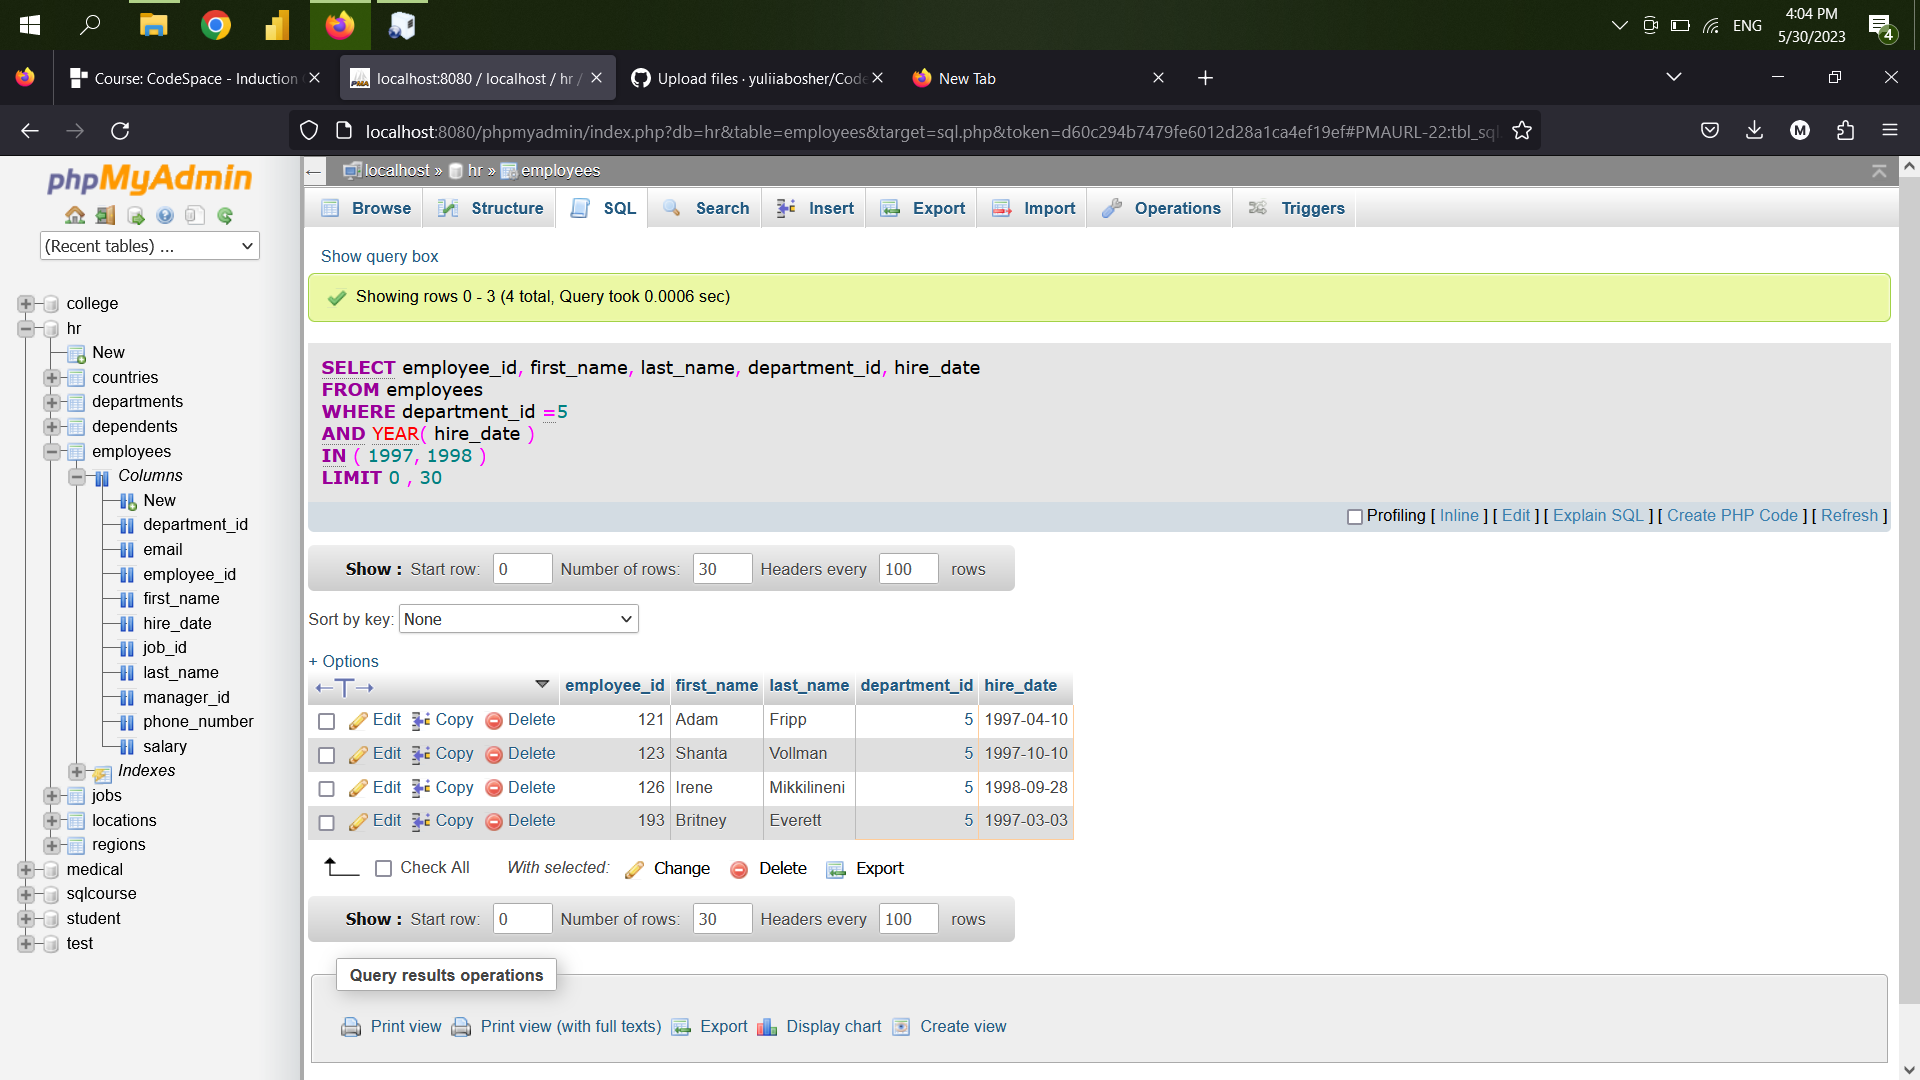 ENG
4:04 PM
5/30/2023
4
Course: CodeSpace - Induction
localhost:8080 / localhost / hr /
Upload files · yuliiabosher/Code
New Tab
localhost:8080/phpmyadmin/index.php?db=hr&table=employees&target=sql.php&token=d60c294b7479fe6012d28a1ca4ef19ef#PMAURL-22:tbl_sql
M
phpMyAdmin
(Recent tables) ...
college
hr
New
countries
departments
dependents
employees
Columns
New
department_id
email
employee_id
first_name
hire_date
job_id
last_name
manager_id
phone_number
salary
Indexes
jobs
locations
regions
medical
sqlcourse
student
test
localhost » hr » employees
Browse Structure SQL Search Insert Export Import Operations Triggers
Show query box
Showing rows 0 - 3 (4 total, Query took 0.0006 sec)
SELECT employee_id, first_name, last_name, department_id, hire_date
FROM employees
WHERE department_id =5
AND YEAR( hire_date )
IN ( 1997, 1998 )
LIMIT 0 , 30
Profiling [ Inline ] [ Edit ] [ Explain SQL ] [ Create PHP Code ] [ Refresh ]
Show : Start row: 0 Number of rows: 30 Headers every 100 rows
Sort by key: None
+ Options
employee_id first_name last_name department_id hire_date
Edit Copy Delete 121 Adam Fripp 5 1997-04-10
Edit Copy Delete 123 Shanta Vollman 5 1997-10-10
Edit Copy Delete 126 Irene Mikkilineni 5 1998-09-28
Edit Copy Delete 193 Britney Everett 5 1997-03-03
Check All With selected: Change Delete Export
Show : Start row: 0 Number of rows: 30 Headers every 100 rows
Query results operations
Print view Print view (with full texts) Export Display chart Create view